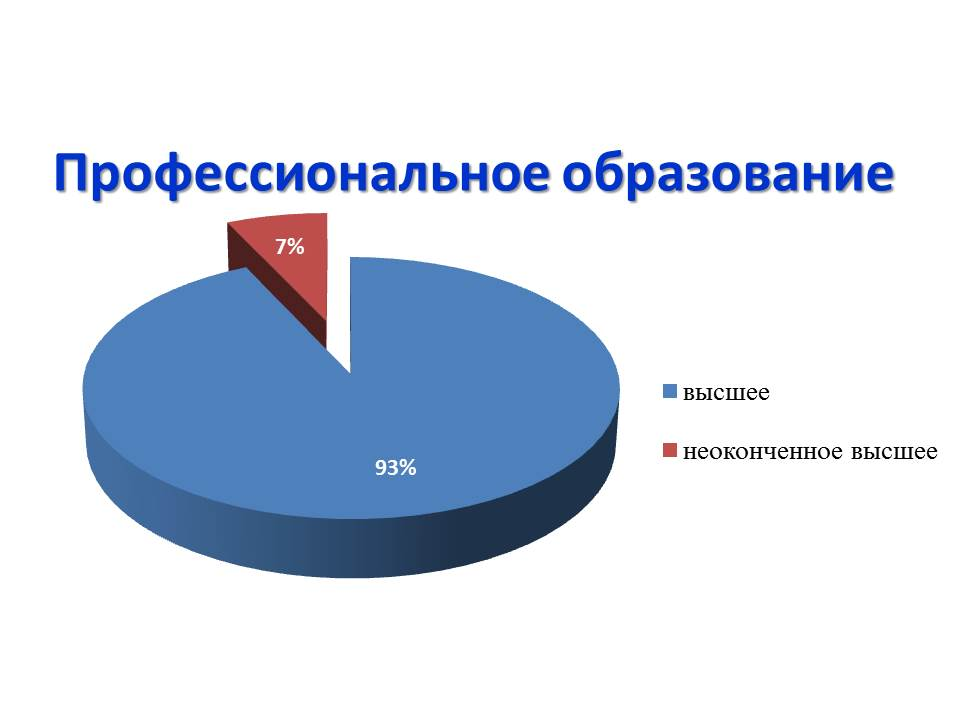 Профессиональное образование
7%
93%
высшее
неоконченное высшее